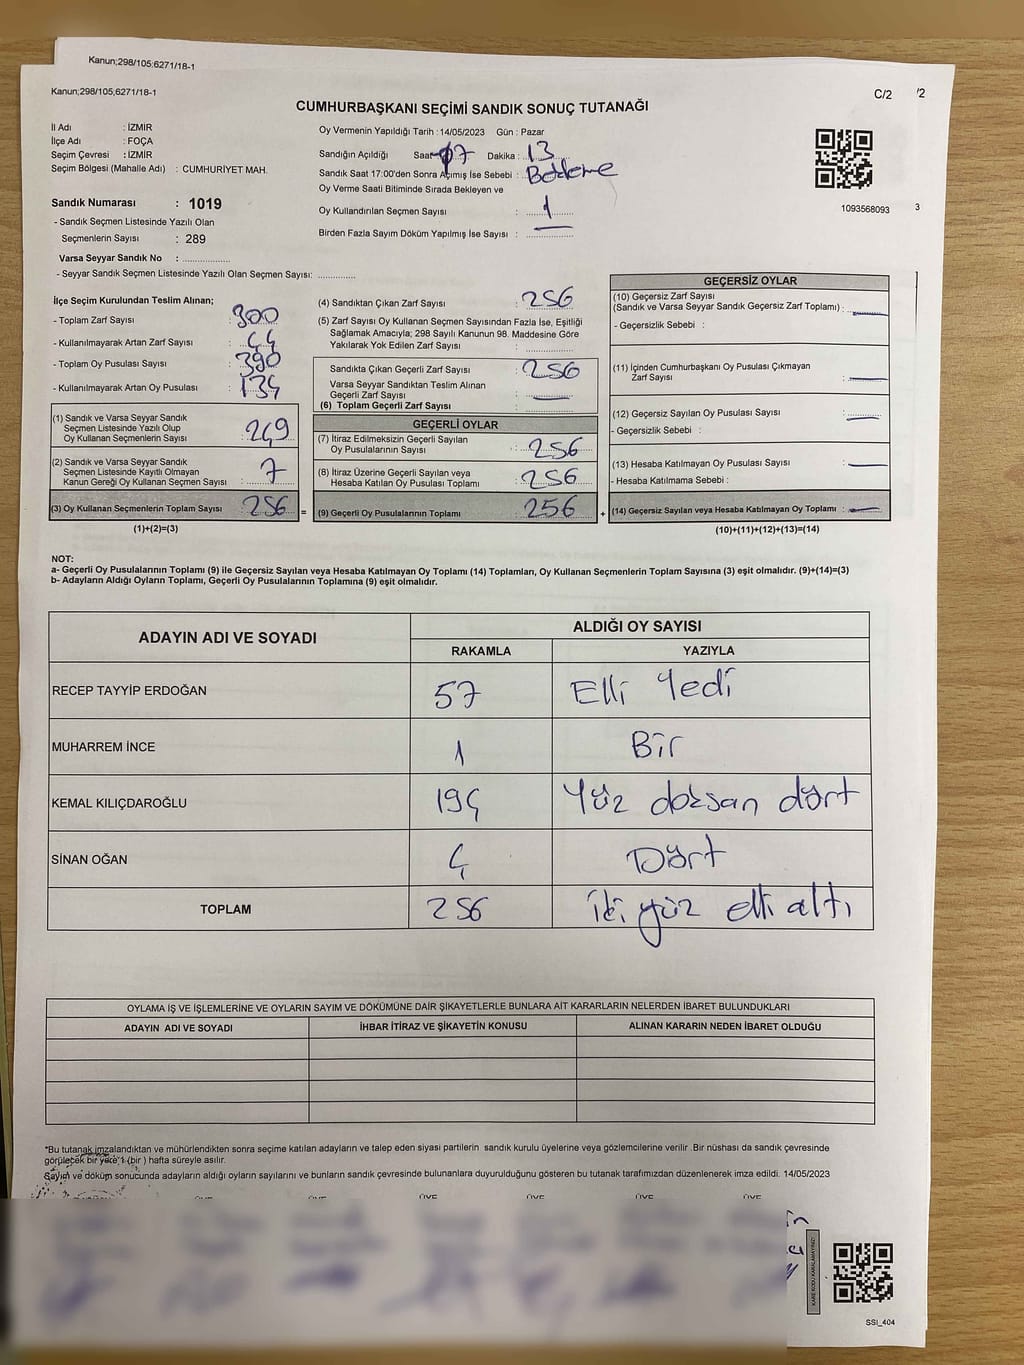 Kanun;298/105;6271/18-1
Kanun;298/105,6271/18-1
C/2
'/2
CUMHURBAŞKANI SEÇİMİ SANDIK SONUÇ TUTANAĞI
İl Adı : İZMİR
İlçe Adı : FOÇA
Seçim Çevresi : İZMİR
Seçim Bölgesi (Mahalle Adı) : CUMHURİYET MAH.
Oy Vermenin Yapıldığı Tarih : 14/05/2023 Gün : Pazar
Sandığın Açıldığı Saat 17 Dakika : 13
Sandık Saat 17:00'den Sonra Açımış İse Sebebi : Bekleme
Oy Verme Saati Bitiminde Sırada Bekleyen ve
Oy Kullandırılan Seçmen Sayısı : 1
Birden Fazla Sayım Döküm Yapılmış İse Sayısı : —
1093568093
3
Sandık Numarası : 1019
- Sandık Seçmen Listesinde Yazılı Olan
Seçmenlerin Sayısı : 289
Varsa Seyyar Sandık No :
- Seyyar Sandık Seçmen Listesinde Yazılı Olan Seçmen Sayısı:
İlçe Seçim Kurulundan Teslim Alınan;
- Toplam Zarf Sayısı : 300
- Kullanılmayarak Artan Zarf Sayısı : 44
- Toplam Oy Pusulası Sayısı : 390
- Kullanılmayarak Artan Oy Pusulası : 134
(1) Sandık ve Varsa Seyyar Sandık
Seçmen Listesinde Yazılı Olup
Oy Kullanan Seçmenlerin Sayısı 249
(2) Sandık ve Varsa Seyyar Sandık
Seçmen Listesinde Kayıtlı Olmayan
Kanun Gereği Oy Kullanan Seçmen Sayısı : 7
(3) Oy Kullanan Seçmenlerin Toplam Sayısı : 256 =
(1)+(2)=(3)
(4) Sandıktan Çıkan Zarf Sayısı : 256
(5) Zarf Sayısı Oy Kullanan Seçmen Sayısından Fazla İse, Eşitliği
Sağlamak Amacıyla; 298 Sayılı Kanunun 98. Maddesine Göre
Yakılarak Yok Edilen Zarf Sayısı :
Sandıkta Çıkan Geçerli Zarf Sayısı : 256
Varsa Seyyar Sandıktan Teslim Alınan
Geçerli Zarf Sayısı : —
(6) Toplam Geçerli Zarf Sayısı :
GEÇERLİ OYLAR
(7) İtiraz Edilmeksizin Geçerli Sayılan
Oy Pusulalarının Sayısı : 256
(8) İtiraz Üzerine Geçerli Sayılan veya
Hesaba Katılan Oy Pusulası Toplamı : 256
(9) Geçerli Oy Pusulalarının Toplamı : 256 +
GEÇERSİZ OYLAR
(10) Geçersiz Zarf Sayısı
(Sandık ve Varsa Seyyar Sandık Geçersiz Zarf Toplamı) : —
- Geçersizlik Sebebi :
(11) İçinden Cumhurbaşkanı Oy Pusulası Çıkmayan
Zarf Sayısı : —
(12) Geçersiz Sayılan Oy Pusulası Sayısı : —
- Geçersizlik Sebebi :
(13) Hesaba Katılmayan Oy Pusulası Sayısı : —
- Hesaba Katılmama Sebebi :
(14) Geçersiz Sayılan veya Hesaba Katılmayan Oy Toplamı : —
(10)+(11)+(12)+(13)=(14)
NOT:
a- Geçerli Oy Pusulalarının Toplamı (9) ile Geçersiz Sayılan veya Hesaba Katılmayan Oy Toplamı (14) Toplamları, Oy Kullanan Seçmenlerin Toplam Sayısına (3) eşit olmalıdır. (9)+(14)=(3)
b- Adayların Aldığı Oyların Toplamı, Geçerli Oy Pusulalarının Toplamına (9) eşit olmalıdır.
ADAYIN ADI VE SOYADI
ALDIĞI OY SAYISI
RAKAMLA YAZIYLA
RECEP TAYYİP ERDOĞAN 57 Elli Yedi
MUHARREM İNCE 1 Bir
KEMAL KILIÇDAROĞLU 194 Yüz doksan dört
SİNAN OĞAN 4 Dört
TOPLAM 256 iki yüz elli altı
OYLAMA İŞ VE İŞLEMLERİNE VE OYLARIN SAYIM VE DÖKÜMÜNE DAİR ŞİKAYETLERLE BUNLARA AİT KARARLARIN NELERDEN İBARET BULUNDUKLARI
ADAYIN ADI VE SOYADI İHBAR İTİRAZ VE ŞİKAYETİN KONUSU ALINAN KARARIN NEDEN İBARET OLDUĞU
*Bu tutanak imzalandıktan ve mühürlendikten sonra seçime katılan adayların ve talep eden siyasi partilerin sandık kurulu üyelerine veya gözlemcilerine verilir .Bir nüshası da sandık çevresinde
görülecek bir yere 1 (bir ) hafta süreyle asılır.
Sayım ve döküm sonucunda adayların aldığı oyların sayılarını ve bunların sandık çevresinde bulunanlara duyurulduğunu gösteren bu tutanak tarafımızdan düzenlenerek imza edildi. 14/05/2023
ÜYE ÜYE ÜYE ÜYE ÜYE ÜYE
KARE KODU KARALAMAYINIZ!
SSİ_404